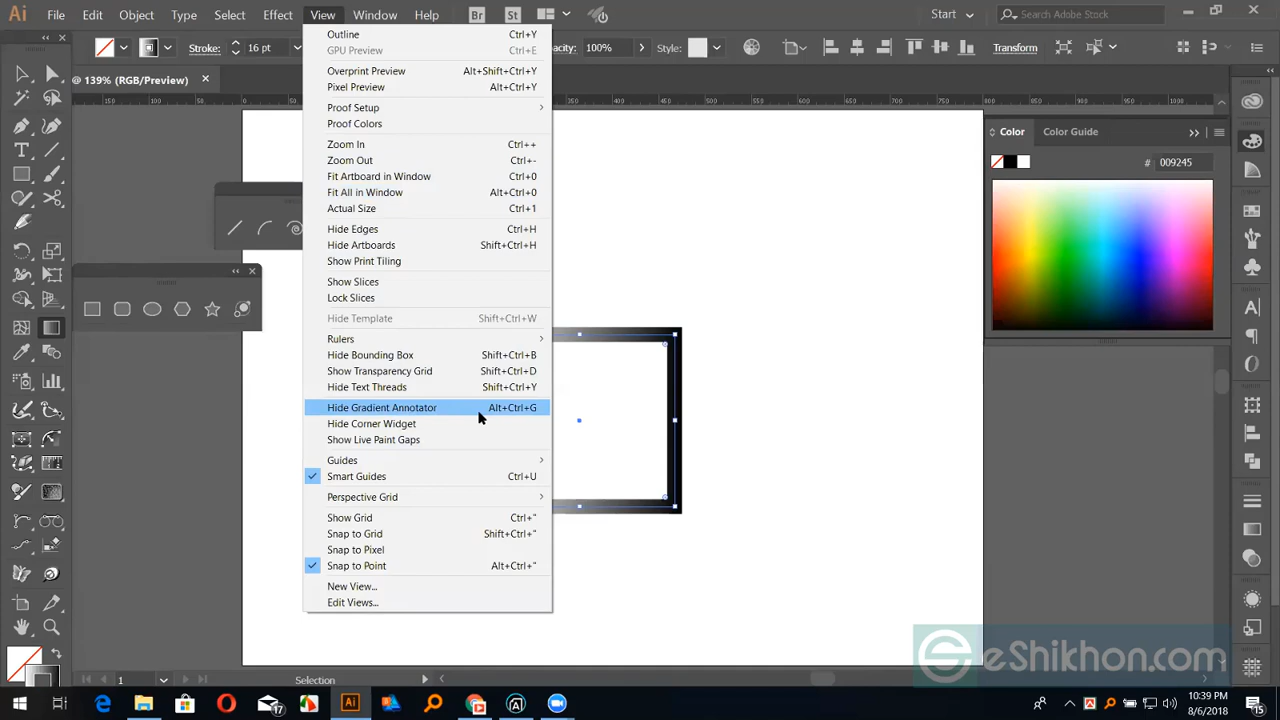 Ai File Edit Object Type Select Effect View Window Help Br St Start Search Adobe Stock
Stroke: 16 pt Opacity: 100% Style: Transform
@ 139% (RGB/Preview)
Outline Ctrl+Y
GPU Preview Ctrl+E
Overprint Preview Alt+Shift+Ctrl+Y
Pixel Preview Alt+Ctrl+Y
Proof Setup
Proof Colors
Zoom In Ctrl++
Zoom Out Ctrl+-
Fit Artboard in Window Ctrl+0
Fit All in Window Alt+Ctrl+0
Actual Size Ctrl+1
Hide Edges Ctrl+H
Hide Artboards Shift+Ctrl+H
Show Print Tiling
Show Slices
Lock Slices
Hide Template Shift+Ctrl+W
Rulers
Hide Bounding Box Shift+Ctrl+B
Show Transparency Grid Shift+Ctrl+D
Hide Text Threads Shift+Ctrl+Y
Hide Gradient Annotator Alt+Ctrl+G
Hide Corner Widget
Show Live Paint Gaps
Guides
Smart Guides Ctrl+U
Perspective Grid
Show Grid Ctrl+"
Snap to Grid Shift+Ctrl+"
Snap to Pixel
Snap to Point Alt+Ctrl+"
New View...
Edit Views...
Color Color Guide
# 009245
eShikhon.com
1 Selection
17 Ai
10:39 PM
8/6/2018
15